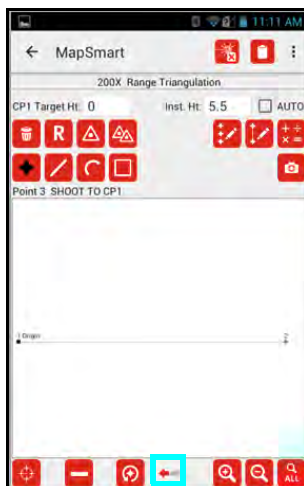 11:11 AM
MapSmart
200X Range Triangulation
CP1 Target Ht: 0 Inst. Ht: 5.5 AUTO
R
Point 3 SHOOT TO CP1
1 Origin 2
ALL